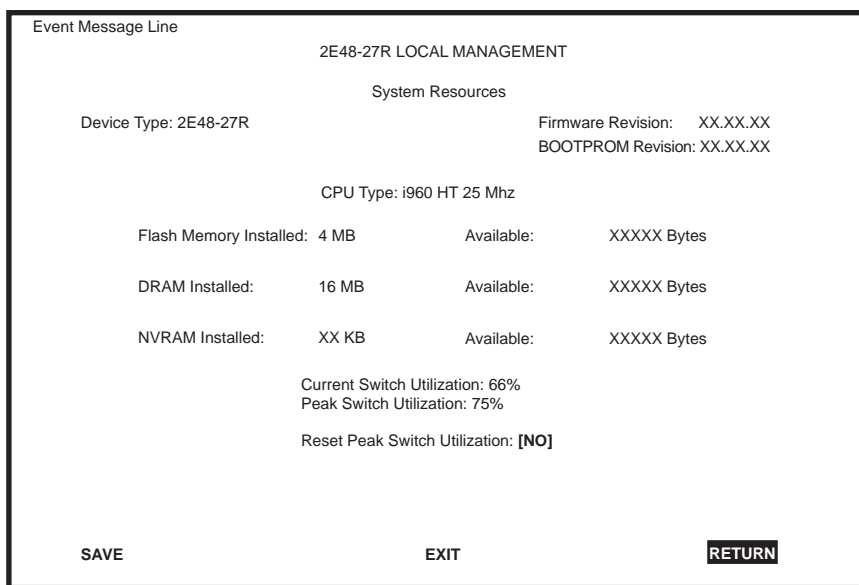 Event Message Line
2E48-27R LOCAL MANAGEMENT
System Resources
Device Type: 2E48-27R Firmware Revision: XX.XX.XX
BOOTPROM Revision: XX.XX.XX
CPU Type: i960 HT 25 Mhz
Flash Memory Installed: 4 MB Available: XXXXX Bytes
DRAM Installed: 16 MB Available: XXXXX Bytes
NVRAM Installed: XX KB Available: XXXXX Bytes
Current Switch Utilization: 66%
Peak Switch Utilization: 75%
Reset Peak Switch Utilization: [NO]
SAVE EXIT RETURN